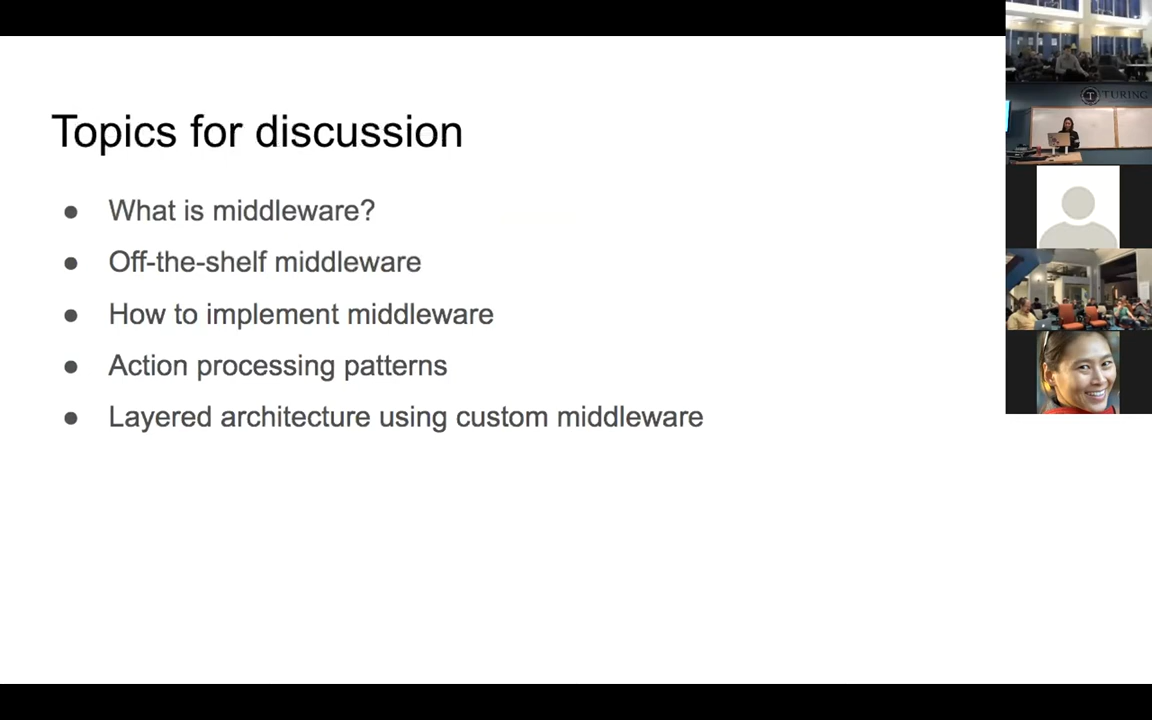 Topics for discussion
● What is middleware?
● Off-the-shelf middleware
● How to implement middleware
● Action processing patterns
● Layered architecture using custom middleware
TURING